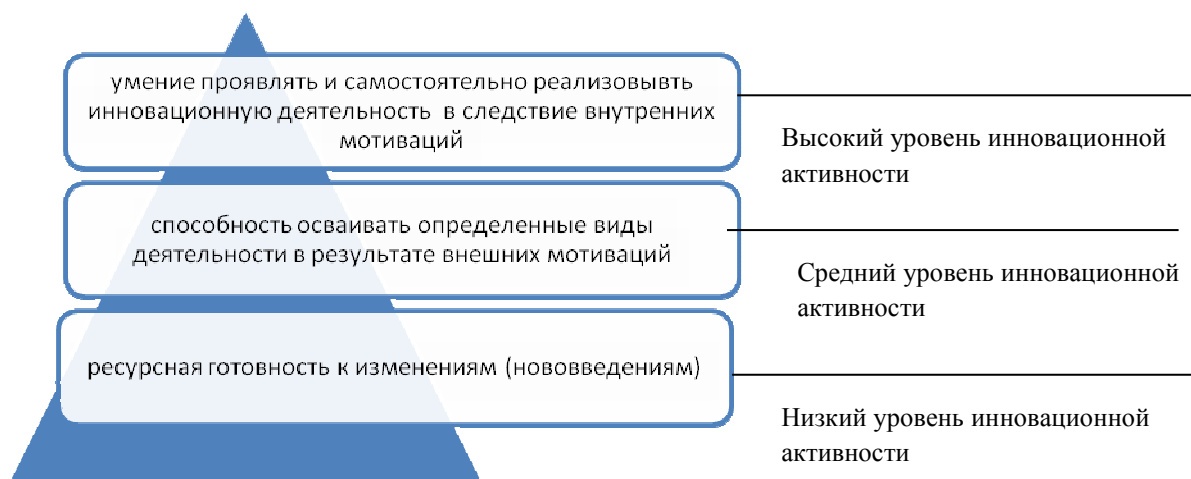 умение проявлять и самостоятельно реализовывть
инновационную деятельность в следствие внутренних
мотиваций
Высокий уровень инновационной
активности
способность осваивать определенные виды
деятельности в результате внешних мотиваций
Средний уровень инновационной
активности
ресурсная готовность к изменениям (нововведениям)
Низкий уровень инновационной
активности